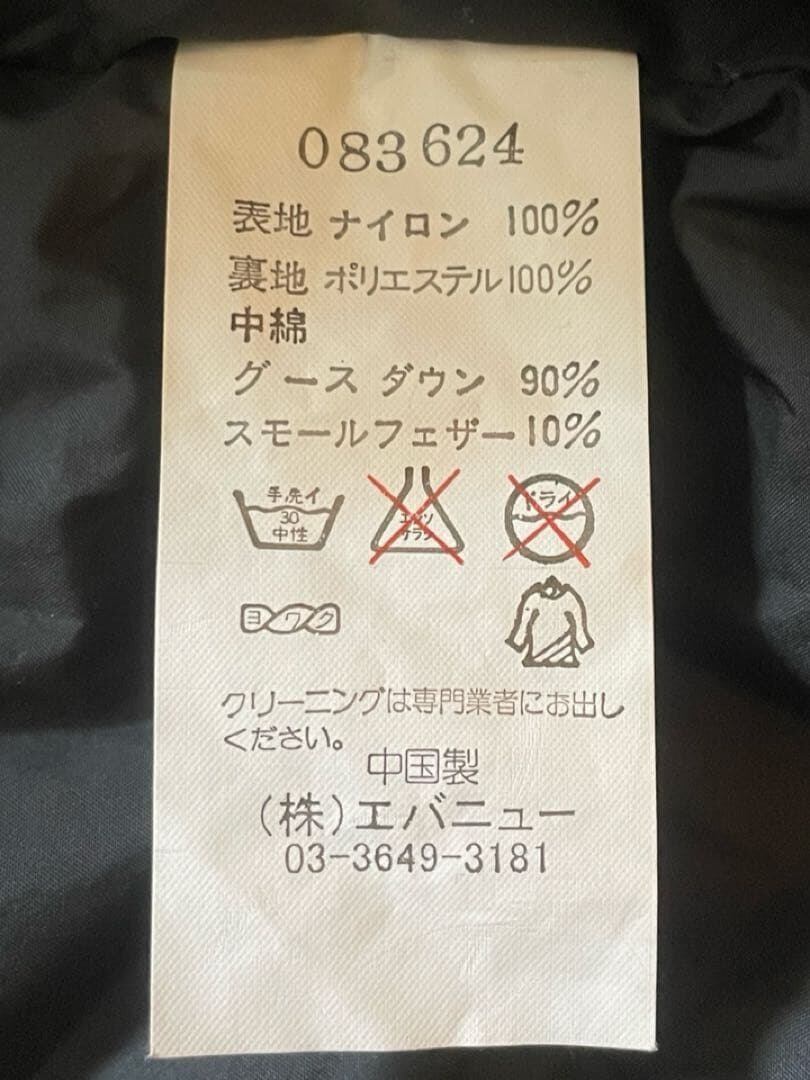 083624
表地 ナイロン 100%
裏地 ポリエステル100%
中綿
グース ダウン 90%
スモールフェザー10%
手洗イ
30
中性
エンソ
サラシ
ドライ
ヨワク
クリーニングは専門業者にお出し
ください。
中国製
(株)エバニュー
03-3649-3181